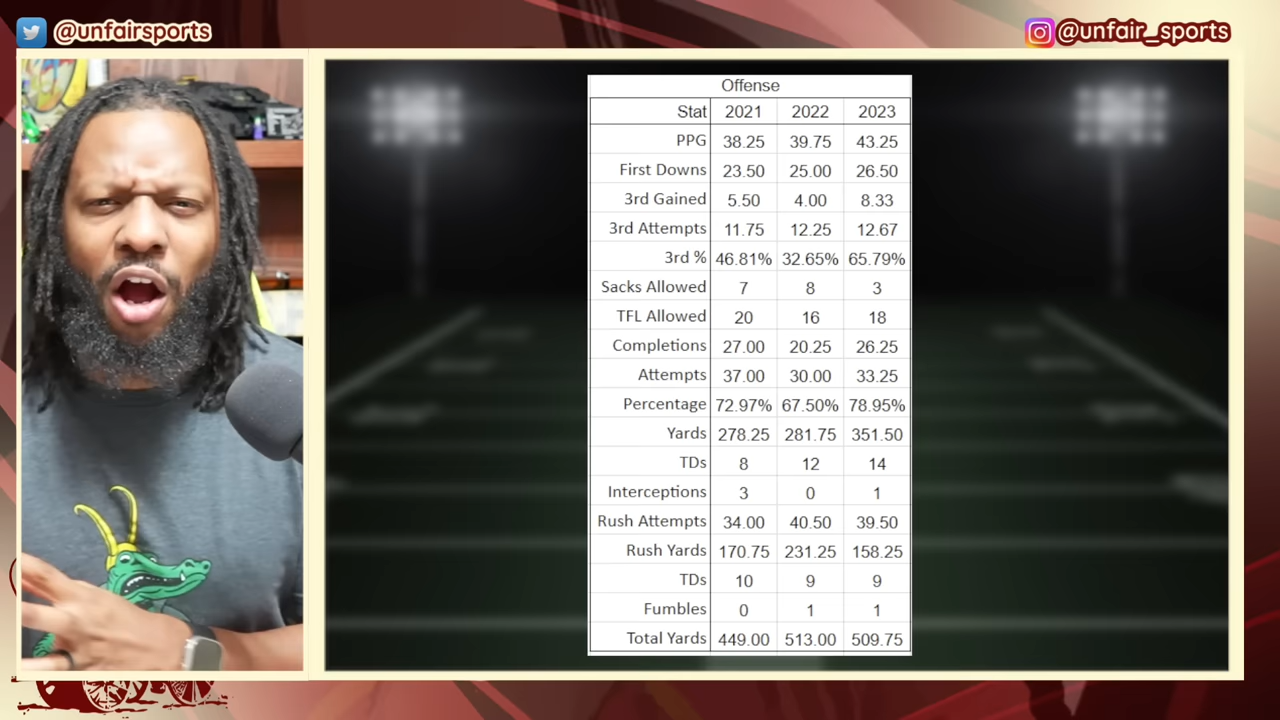 @unfairsports
@unfair_sports
Offense
Stat 2021 2022 2023
PPG 38.25 39.75 43.25
First Downs 23.50 25.00 26.50
3rd Gained 5.50 4.00 8.33
3rd Attempts 11.75 12.25 12.67
3rd % 46.81% 32.65% 65.79%
Sacks Allowed 7 8 3
TFL Allowed 20 16 18
Completions 27.00 20.25 26.25
Attempts 37.00 30.00 33.25
Percentage 72.97% 67.50% 78.95%
Yards 278.25 281.75 351.50
TDs 8 12 14
Interceptions 3 0 1
Rush Attempts 34.00 40.50 39.50
Rush Yards 170.75 231.25 158.25
TDs 10 9 9
Fumbles 0 1 1
Total Yards 449.00 513.00 509.75